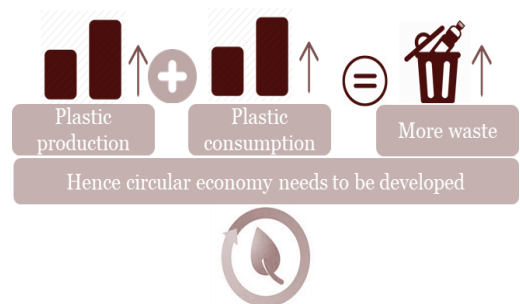 Plastic
production
Plastic
consumption
More waste
Hence circular economy needs to be developed